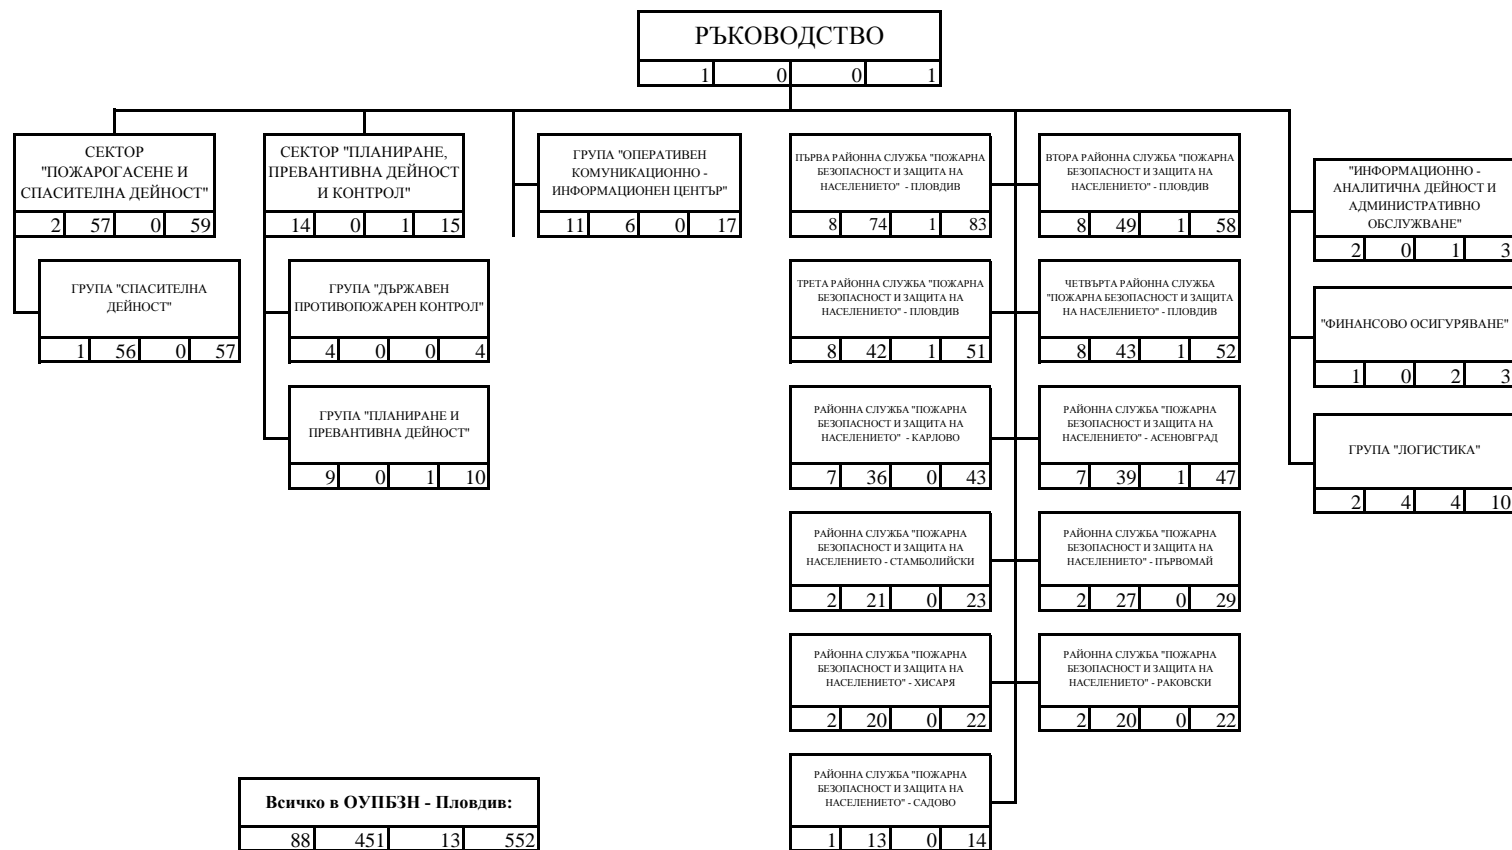 РЪКОВОДСТВО
1 0 0 1
СЕКТОР
"ПОЖАРОГАСЕНЕ И
СПАСИТЕЛНА ДЕЙНОСТ"
2 57 0 59
ГРУПА "СПАСИТЕЛНА
ДЕЙНОСТ"
1 56 0 57
СЕКТОР "ПЛАНИРАНЕ,
ПРЕВАНТИВНА ДЕЙНОСТ
И КОНТРОЛ"
14 0 1 15
ГРУПА "ДЪРЖАВЕН
ПРОТИВОПОЖАРЕН КОНТРОЛ"
4 0 0 4
ГРУПА "ПЛАНИРАНЕ И
ПРЕВАНТИВНА ДЕЙНОСТ"
9 0 1 10
ГРУПА "ОПЕРАТИВЕН
КОМУНИКАЦИОННО -
ИНФОРМАЦИОНЕН ЦЕНТЪР"
11 6 0 17
ПЪРВА РАЙОННА СЛУЖБА "ПОЖАРНА
БЕЗОПАСНОСТ И ЗАЩИТА НА
НАСЕЛЕНИЕТО" - ПЛОВДИВ
8 74 1 83
ВТОРА РАЙОННА СЛУЖБА "ПОЖАРНА
БЕЗОПАСНОСТ И ЗАЩИТА НА
НАСЕЛЕНИЕТО" - ПЛОВДИВ
8 49 1 58
ТРЕТА РАЙОННА СЛУЖБА "ПОЖАРНА
БЕЗОПАСНОСТ И ЗАЩИТА НА
НАСЕЛЕНИЕТО" - ПЛОВДИВ
8 42 1 51
ЧЕТВЪРТА РАЙОННА СЛУЖБА
"ПОЖАРНА БЕЗОПАСНОСТ И ЗАЩИТА
НА НАСЕЛЕНИЕТО" - ПЛОВДИВ
8 43 1 52
РАЙОННА СЛУЖБА "ПОЖАРНА
БЕЗОПАСНОСТ И ЗАЩИТА НА
НАСЕЛЕНИЕТО" - КАРЛОВО
7 36 0 43
РАЙОННА СЛУЖБА "ПОЖАРНА
БЕЗОПАСНОСТ И ЗАЩИТА НА
НАСЕЛЕНИЕТО" - АСЕНОВГРАД
7 39 1 47
РАЙОННА СЛУЖБА "ПОЖАРНА
БЕЗОПАСНОСТ И ЗАЩИТА НА
НАСЕЛЕНИЕТО - СТАМБОЛИЙСКИ
2 21 0 23
РАЙОННА СЛУЖБА "ПОЖАРНА
БЕЗОПАСНОСТ И ЗАЩИТА НА
НАСЕЛЕНИЕТО" - ПЪРВОМАЙ
2 27 0 29
РАЙОННА СЛУЖБА "ПОЖАРНА
БЕЗОПАСНОСТ И ЗАЩИТА НА
НАСЕЛЕНИЕТО" - ХИСАРЯ
2 20 0 22
РАЙОННА СЛУЖБА "ПОЖАРНА
БЕЗОПАСНОСТ И ЗАЩИТА НА
НАСЕЛЕНИЕТО" - РАКОВСКИ
2 20 0 22
РАЙОННА СЛУЖБА "ПОЖАРНА
БЕЗОПАСНОСТ И ЗАЩИТА НА
НАСЕЛЕНИЕТО" - САДОВО
1 13 0 14
"ИНФОРМАЦИОННО -
АНАЛИТИЧНА ДЕЙНОСТ И
АДМИНИСТРАТИВНО
ОБСЛУЖВАНЕ"
2 0 1 3
"ФИНАНСОВО ОСИГУРЯВАНЕ"
1 0 2 3
ГРУПА "ЛОГИСТИКА"
2 4 4 10
Всичко в ОУПБЗН - Пловдив:
88 451 13 552